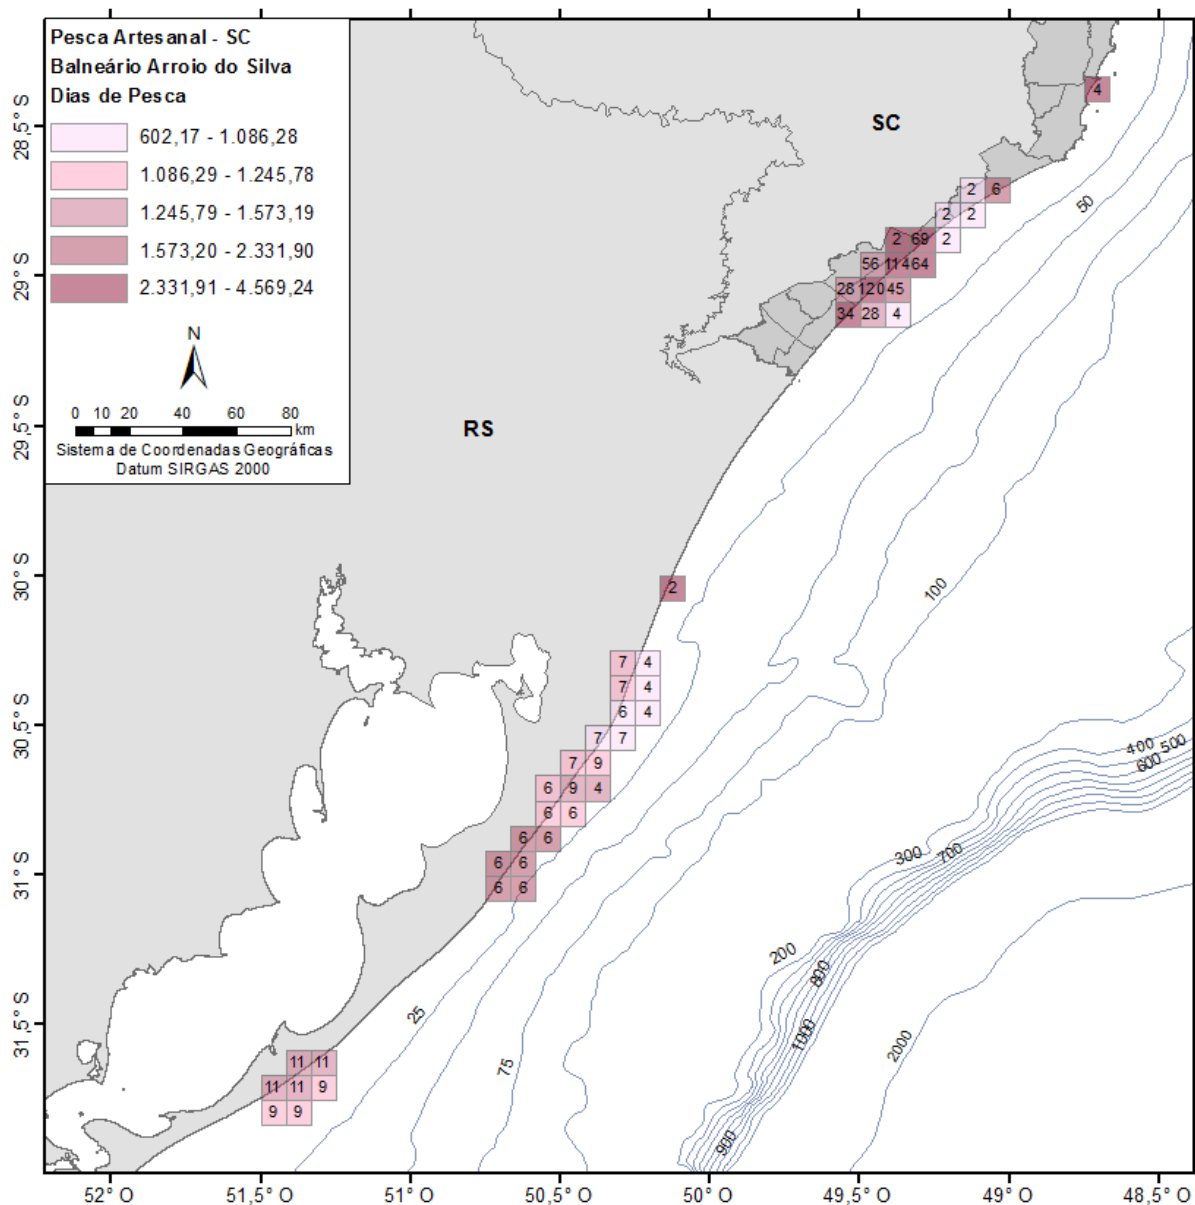 Pesca Artesanal - SC
Balneário Arroio do Silva
Dias de Pesca
602,17 - 1.086,28
1.086,29 - 1.245,78
1.245,79 - 1.573,19
1.573,20 - 2.331,90
2.331,91 - 4.569,24
N
0 10 20 40 60 80
km
Sistema de Coordenadas Geográficas
Datum SIRGAS 2000
SC
RS
4
2 6
2 2
2 69 2
56 114 64
28 120 45
34 28 4
2
7 4
7 4
6 4
7 7
7 9
6 9 4
6 6
6 6
6 6
6 6
11 11
11 11 9
9 9
50
100
25
75
200
300
400
500
600
700
800
900
1000
2000
28,5° S
29° S
29,5° S
30° S
30,5° S
31° S
31,5° S
52° O
51,5° O
51° O
50,5° O
50° O
49,5° O
49° O
48,5° O